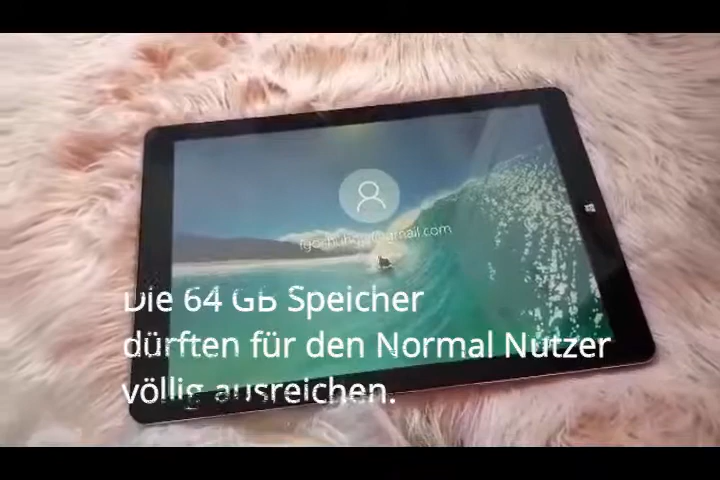 Die 64 GB Speicher
dürften für den Normal Nutzer
völlig ausreichen.